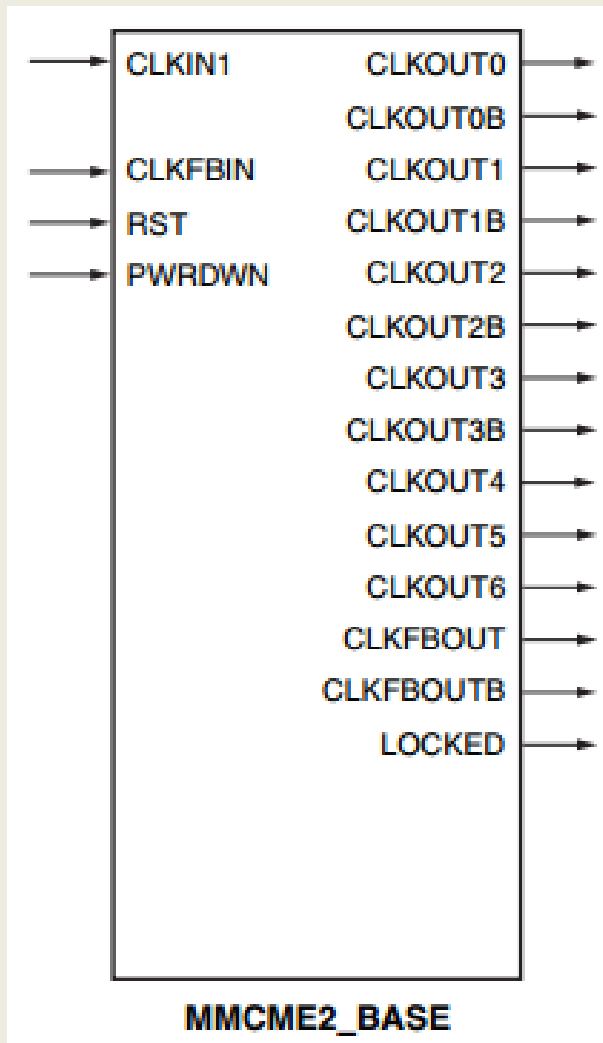 CLKIN1 CLKOUT0
CLKOUT0B
CLKFBIN CLKOUT1
RST CLKOUT1B
PWRDWN CLKOUT2
CLKOUT2B
CLKOUT3
CLKOUT3B
CLKOUT4
CLKOUT5
CLKOUT6
CLKFBOUT
CLKFBOUTB
LOCKED
MMCME2_BASE